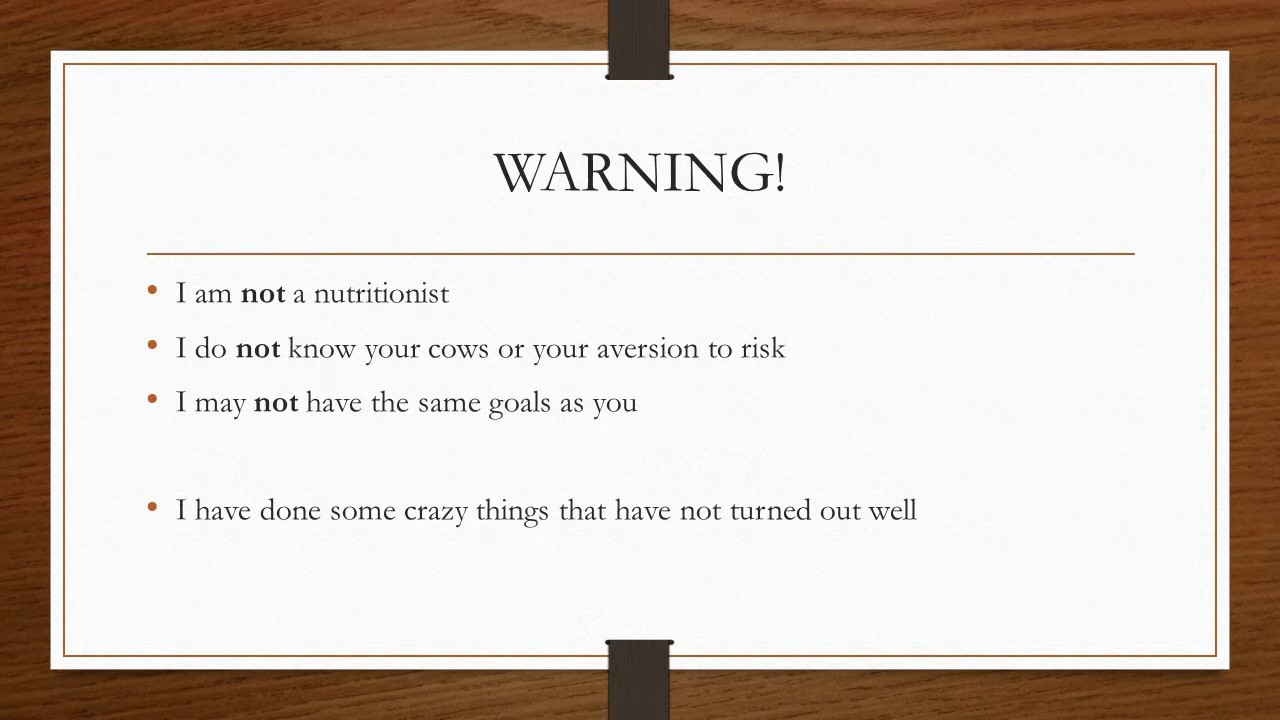 WARNING!
• I am not a nutritionist
• I do not know your cows or your aversion to risk
• I may not have the same goals as you
• I have done some crazy things that have not turned out well